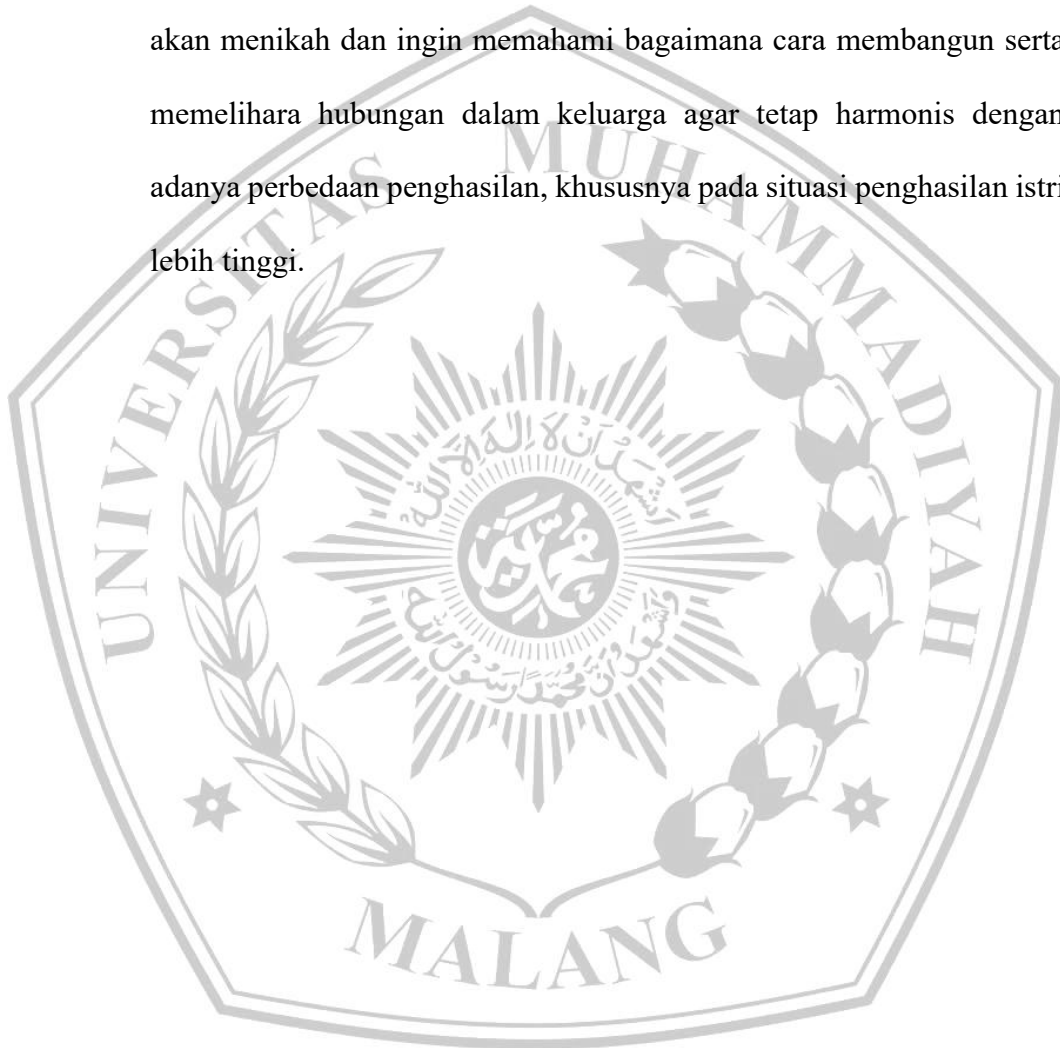 akan menikah dan ingin memahami bagaimana cara membangun serta
memelihara hubungan dalam keluarga agar tetap harmonis dengan
adanya perbedaan penghasilan, khususnya pada situasi penghasilan istri
lebih tinggi.
UNIVERSITAS MUHAMMADIYAH
MALANG